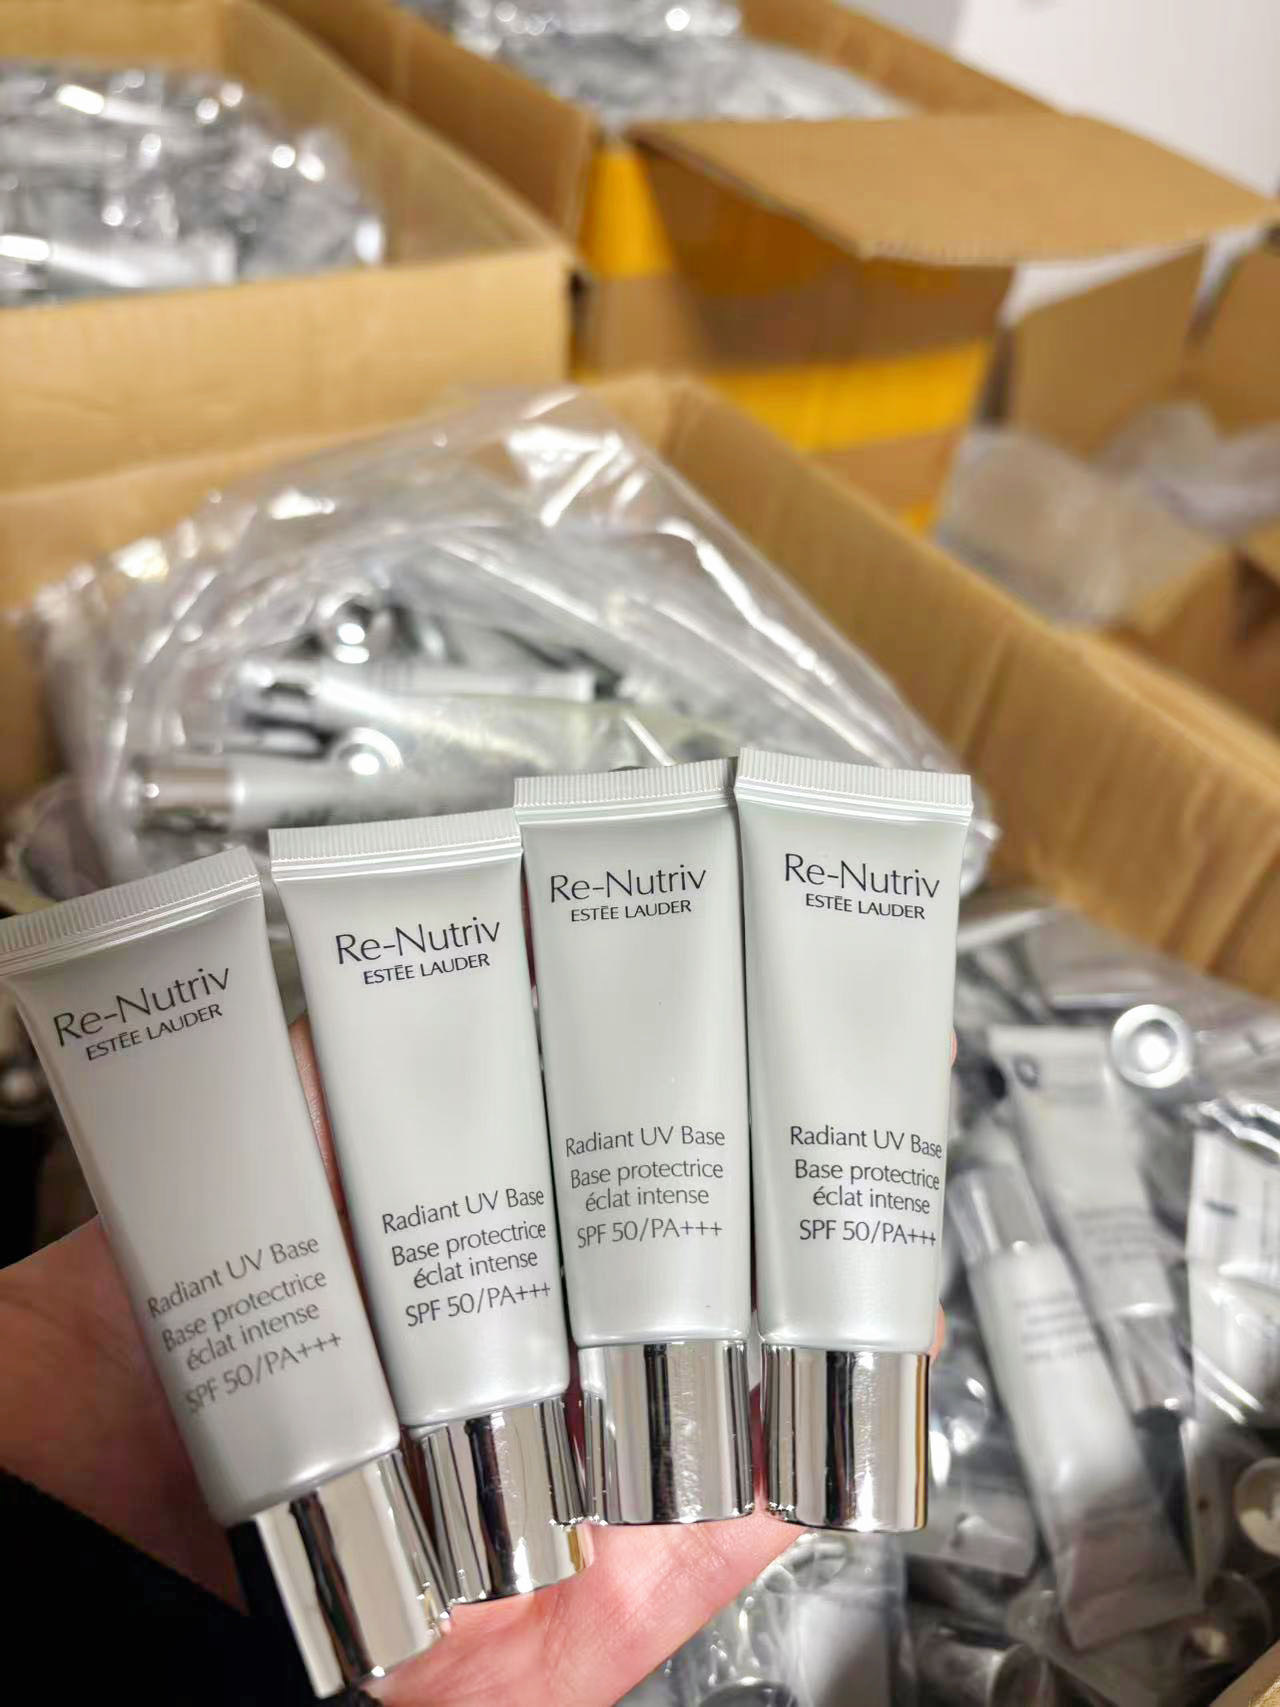 Re-Nutriv
ESTĒE LAUDER
Radiant UV Base
Base protectrice
éclat intense
SPF 50/PA+++
Re-Nutriv
ESTĒE LAUDER
Radiant UV Base
Base protectrice
éclat intense
SPF 50/PA+++
Re-Nutriv
ESTĒE LAUDER
Radiant UV Base
Base protectrice
éclat intense
SPF 50/PA+++
Re-Nutriv
ESTĒE LAUDER
Radiant UV Base
Base protectrice
éclat intense
SPF 50/PA+++